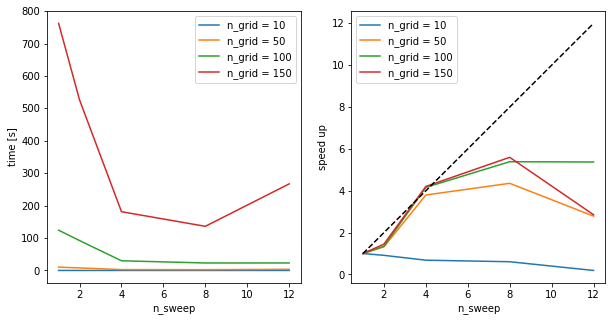 800
700
600
500
400
300
200
100
0
time [s]
2 4 6 8 10 12
n_sweep
n_grid = 10
n_grid = 50
n_grid = 100
n_grid = 150
12
10
8
6
4
2
0
speed up
2 4 6 8 10 12
n_sweep
n_grid = 10
n_grid = 50
n_grid = 100
n_grid = 150